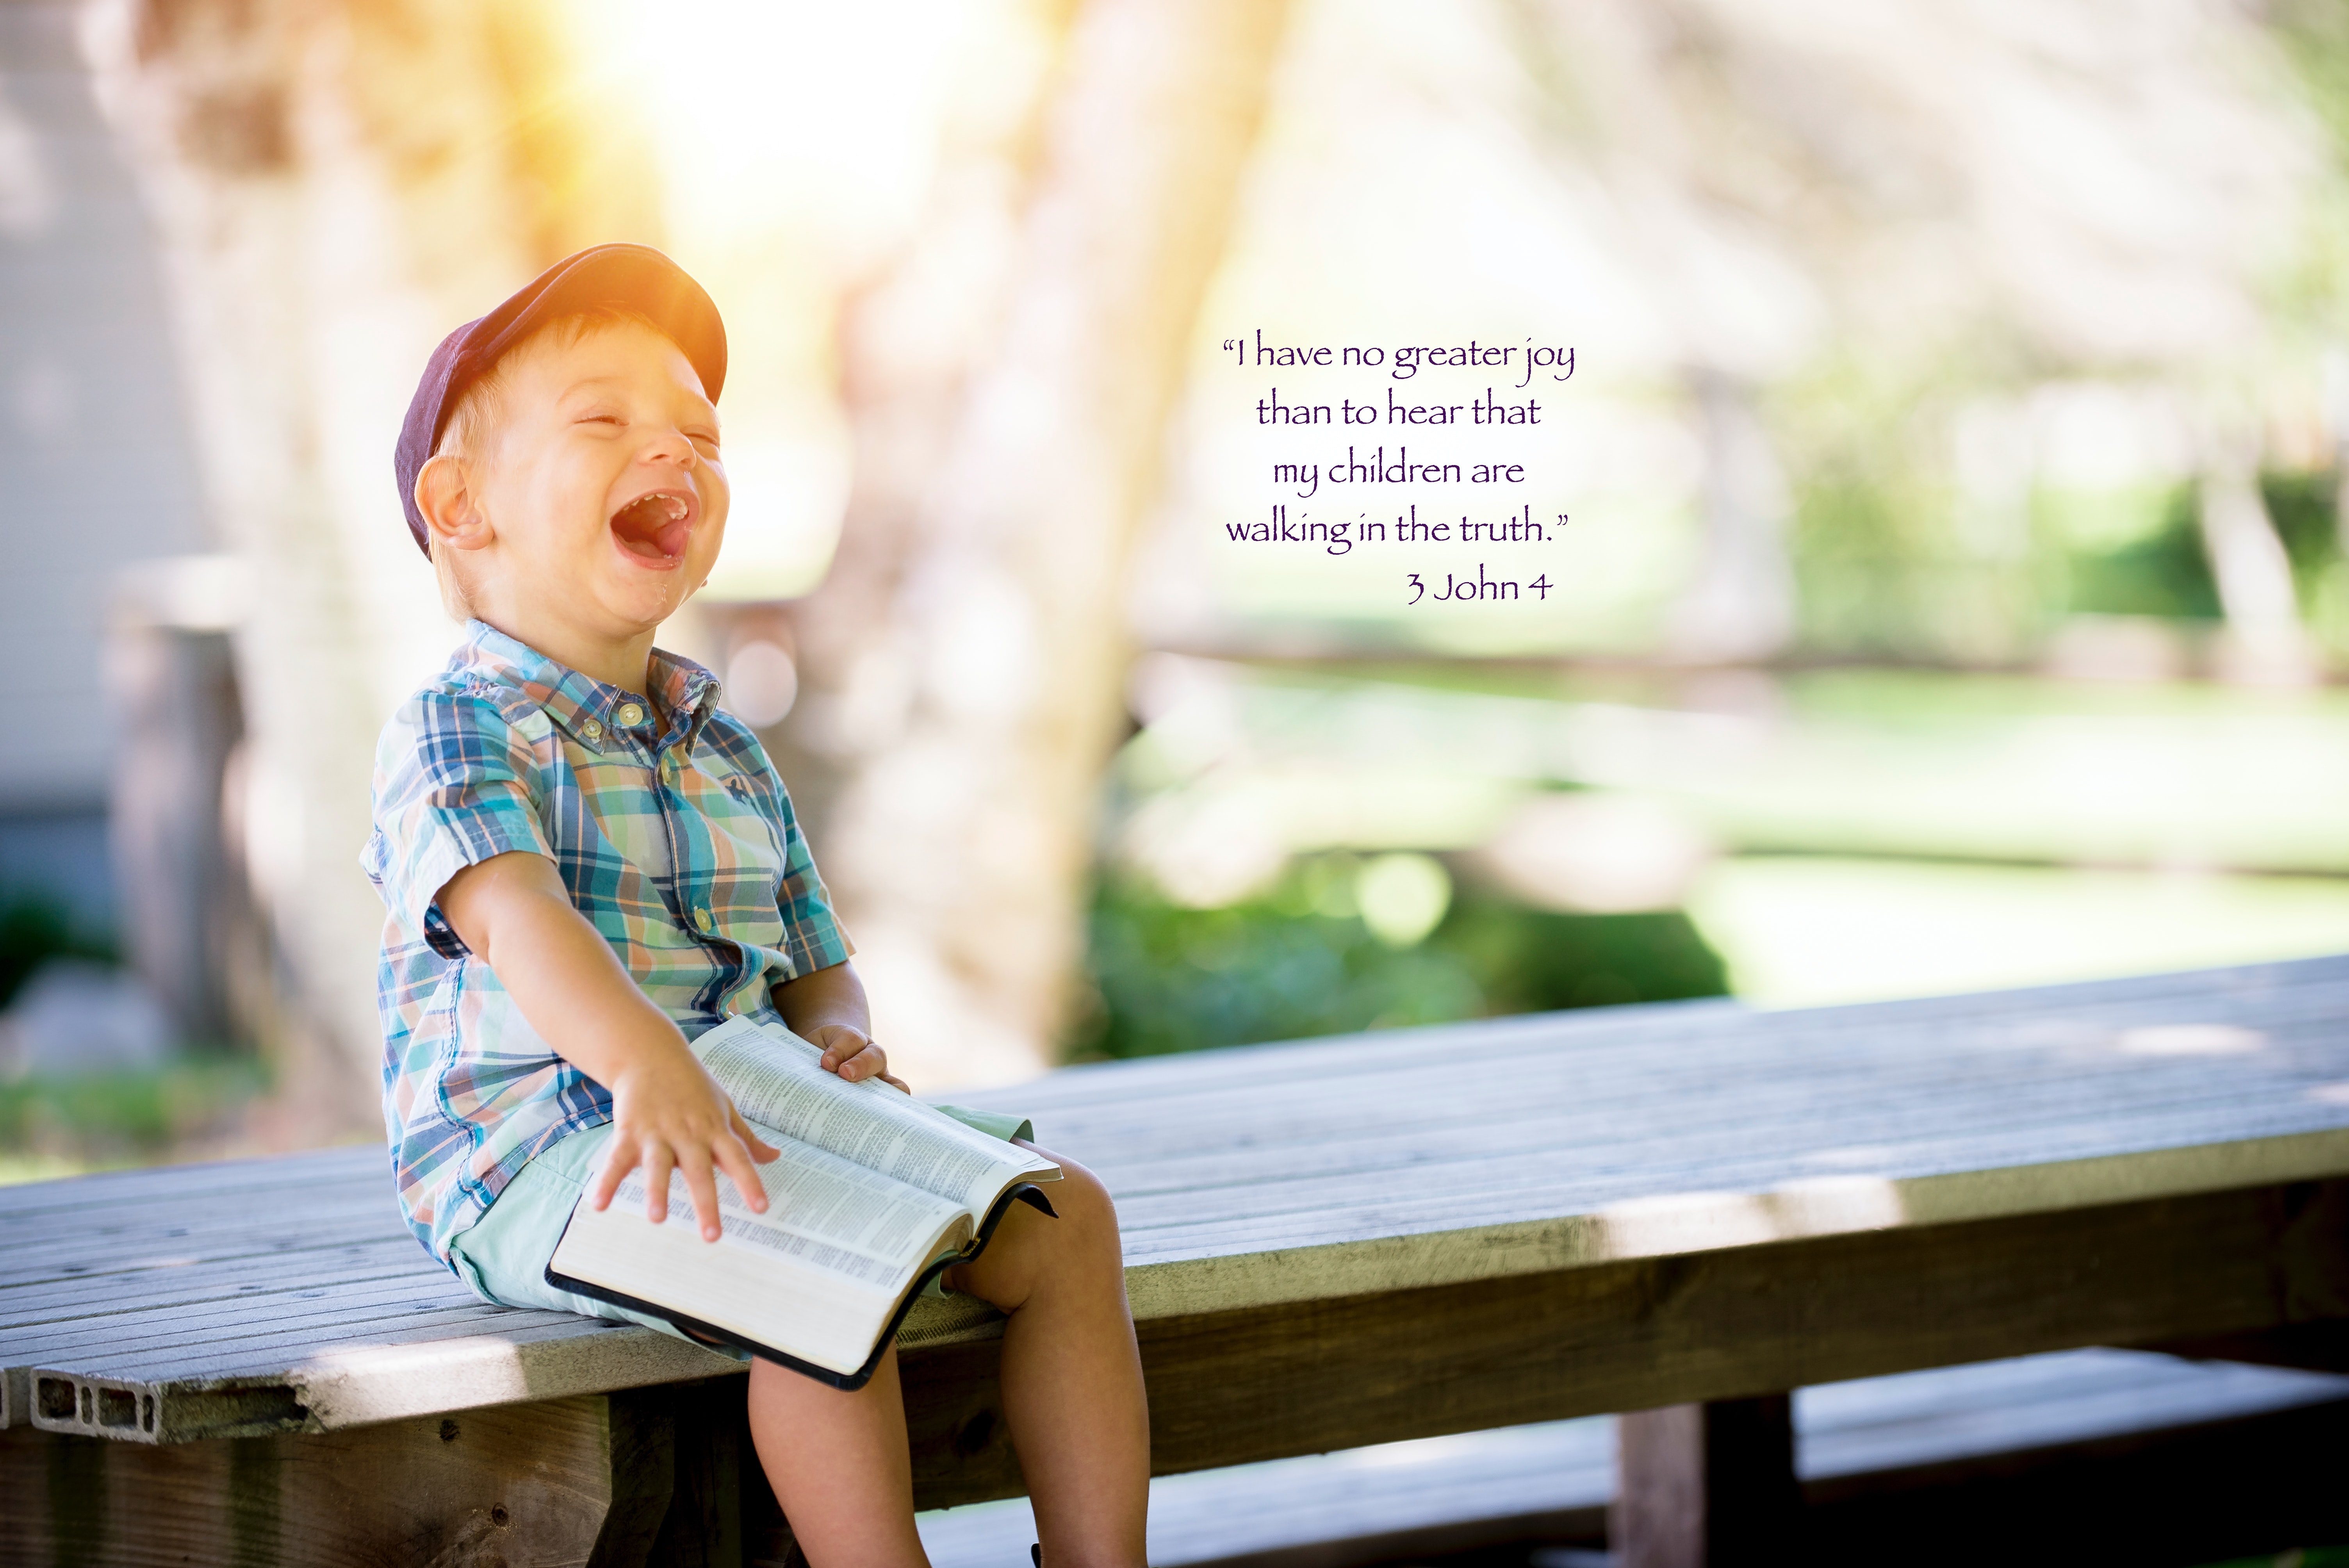 “I have no greater joy
than to hear that
my children are
walking in the truth.”
3 John 4